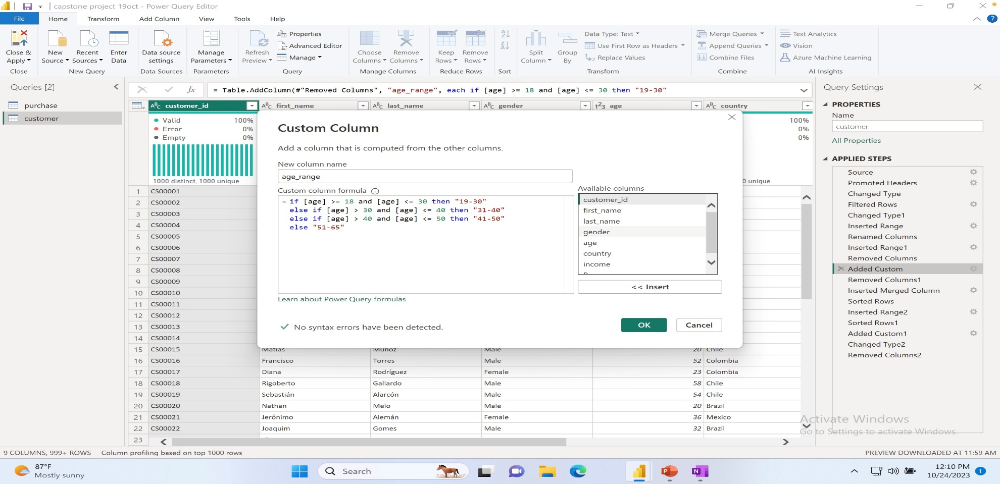 capstone project 19oct - Power Query Editor
File Home Transform Add Column View Tools Help
Close & Apply
New Source
Recent Sources
Enter Data
Data source settings
Manage Parameters
Refresh Preview
Properties
Advanced Editor
Manage
Choose Columns
Remove Columns
Keep Rows
Remove Rows
Split Column
Group By
Data Type: Text
Use First Row as Headers
Replace Values
Merge Queries
Append Queries
Combine Files
Text Analytics
Vision
Azure Machine Learning
Close New Query Data Sources Parameters Query Manage Columns Reduce Rows Sort Transform Combine AI Insights
Queries [2]
purchase
customer
fx = Table.AddColumn(#"Removed Columns", "age_range", each if [age] >= 18 and [age] <= 30 then "19-30"
ABC customer_id ABC first_name ABC last_name ABC gender 123 age ABC country
Valid 100%
Error 0%
Empty 0%
1000 distinct, 1000 unique
100%
0%
0%
0 unique
1 CS00001
2 CS00002
3 CS00003
4 CS00004
5 CS00005
6 CS00006
7 CS00007
8 CS00008
9 CS00009
10 CS00010
11 CS00011
12 CS00012
13 CS00013
14 CS00014
15 CS00015 Matías Muñoz Male 20 Chile
16 CS00016 Francisco Torres Male 52 Colombia
17 CS00017 Diana Rodríguez Female 23 Colombia
18 CS00018 Rigoberto Gallardo Male 58 Chile
19 CS00019 Sebastián Alarcón Male 54 Chile
20 CS00020 Nathan Melo Male 20 Brazil
21 CS00021 Jerónimo Alemán Female 36 Mexico
22 CS00022 Joaquim Gomes Male 32 Brazil
23
Custom Column
Add a column that is computed from the other columns.
New column name
age_range
Custom column formula
= if [age] >= 18 and [age] <= 30 then "19-30"
else if [age] > 30 and [age] <= 40 then "31-40"
else if [age] > 40 and [age] <= 50 then "41-50"
else "51-65"
Available columns
customer_id
first_name
last_name
gender
age
country
income
<< Insert
Learn about Power Query formulas
No syntax errors have been detected.
OK
Cancel
Query Settings
PROPERTIES
Name
customer
All Properties
APPLIED STEPS
Source
Promoted Headers
Changed Type
Filtered Rows
Changed Type1
Inserted Range
Renamed Columns
Inserted Range1
Removed Columns
Added Custom
Removed Columns1
Inserted Merged Column
Sorted Rows
Inserted Range2
Sorted Rows1
Added Custom1
Changed Type2
Removed Columns2
Activate Windows
Go to Settings to activate Windows.
9 COLUMNS, 999+ ROWS Column profiling based on top 1000 rows
PREVIEW DOWNLOADED AT 11:59 AM
87°F
Mostly sunny
Search
12:10 PM
10/24/2023
1